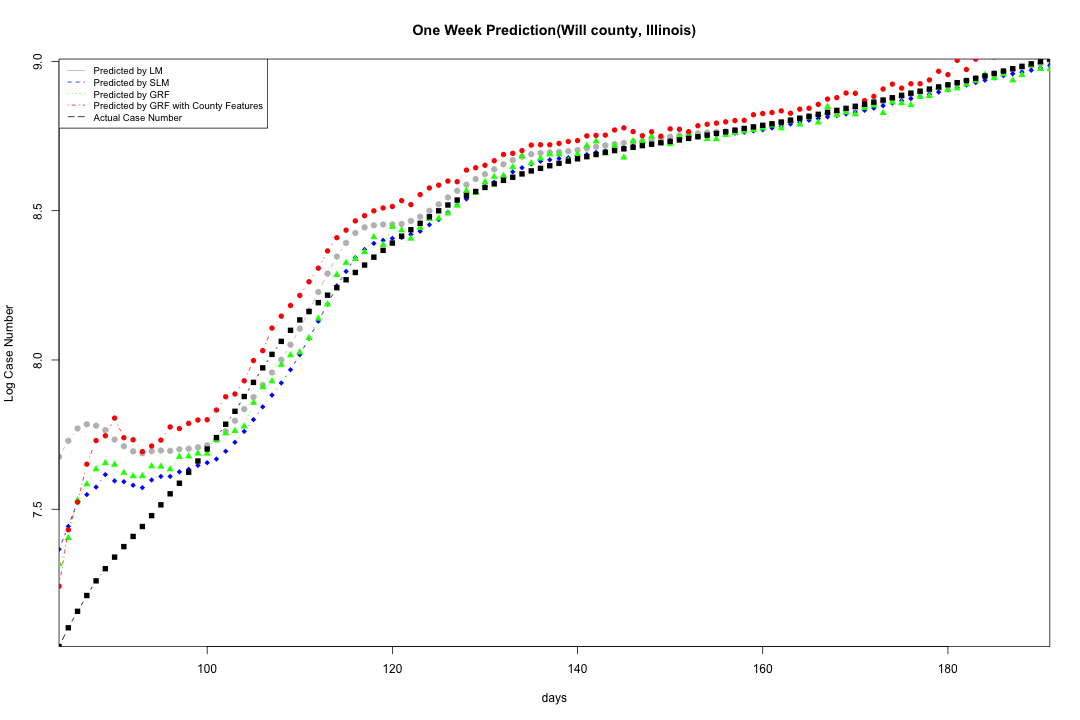 One Week Prediction(Will county, Illinois)
Predicted by LM
Predicted by SLM
Predicted by GRF
Predicted by GRF with County Features
Actual Case Number
9.0
8.5
8.0
7.5
Log Case Number
100
120
140
160
180
days